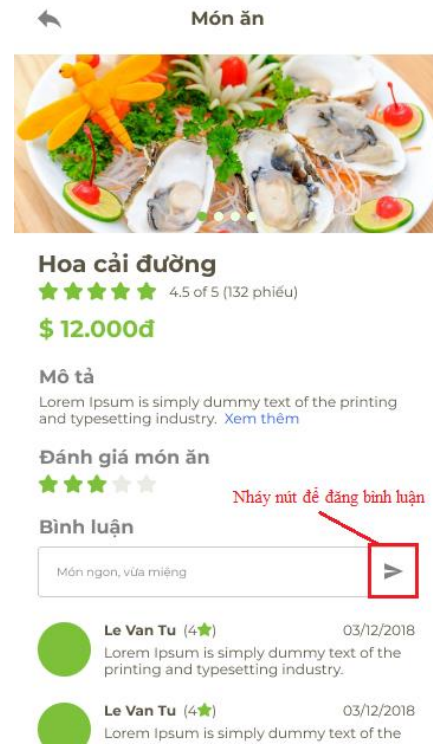 Món ăn
Hoa cải đường
4.5 of 5 (132 phiếu)
$ 12.000đ
Mô tả
Lorem Ipsum is simply dummy text of the printing
and typesetting industry. Xem thêm
Đánh giá món ăn
Nháy nút để đăng bình luận
Bình luận
Món ngon, vừa miệng
Le Van Tu (4★) 03/12/2018
Lorem Ipsum is simply dummy text of the
printing and typesetting industry.
Le Van Tu (4★) 03/12/2018
Lorem Ipsum is simply dummy text of the